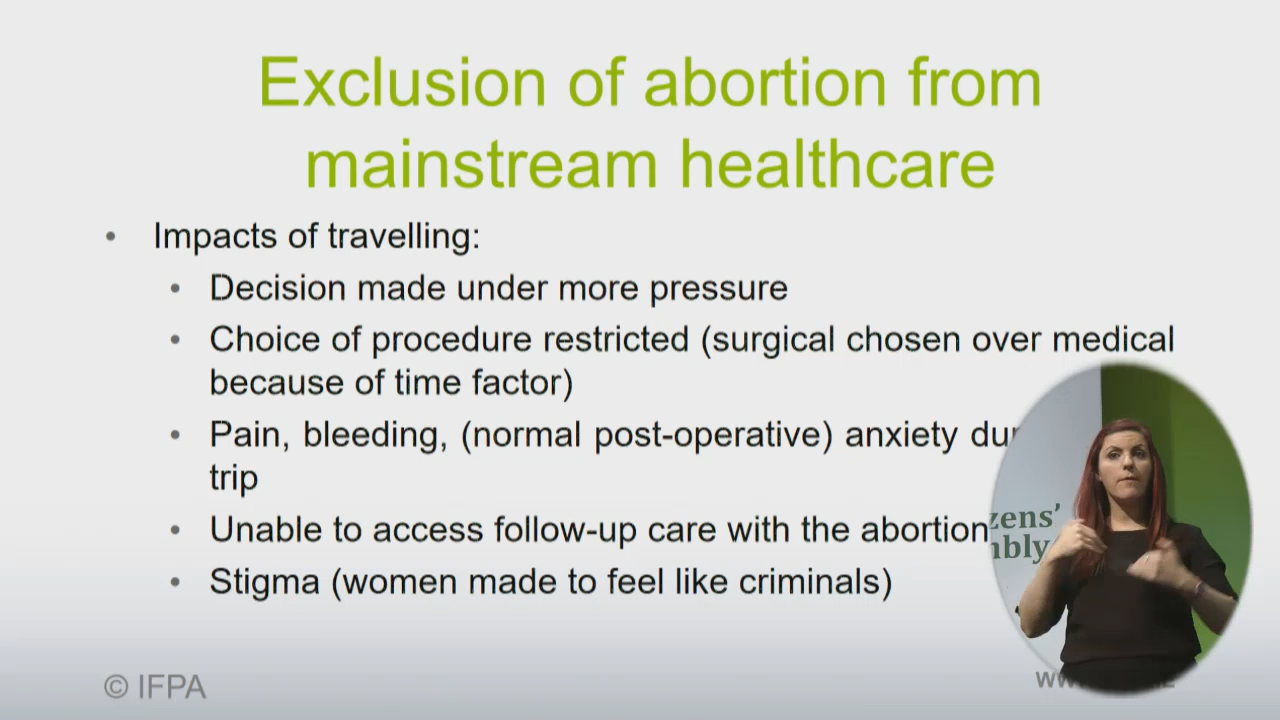 Exclusion of abortion from
mainstream healthcare
• Impacts of travelling:
• Decision made under more pressure
• Choice of procedure restricted (surgical chosen over medical
because of time factor)
• Pain, bleeding, (normal post-operative) anxiety
trip
• Unable to access follow-up care with the abortion
• Stigma (women made to feel like criminals)
zens’
mbly
© IFPA